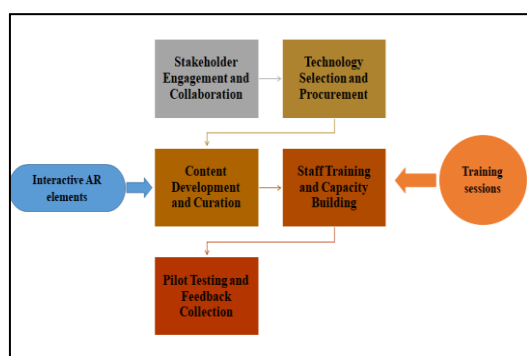 Stakeholder
Engagement and
Collaboration
Technology
Selection and
Procurement
Interactive AR
elements
Content
Development
and Curation
Staff Training
and Capacity
Building
Training
sessions
Pilot Testing and
Feedback
Collection